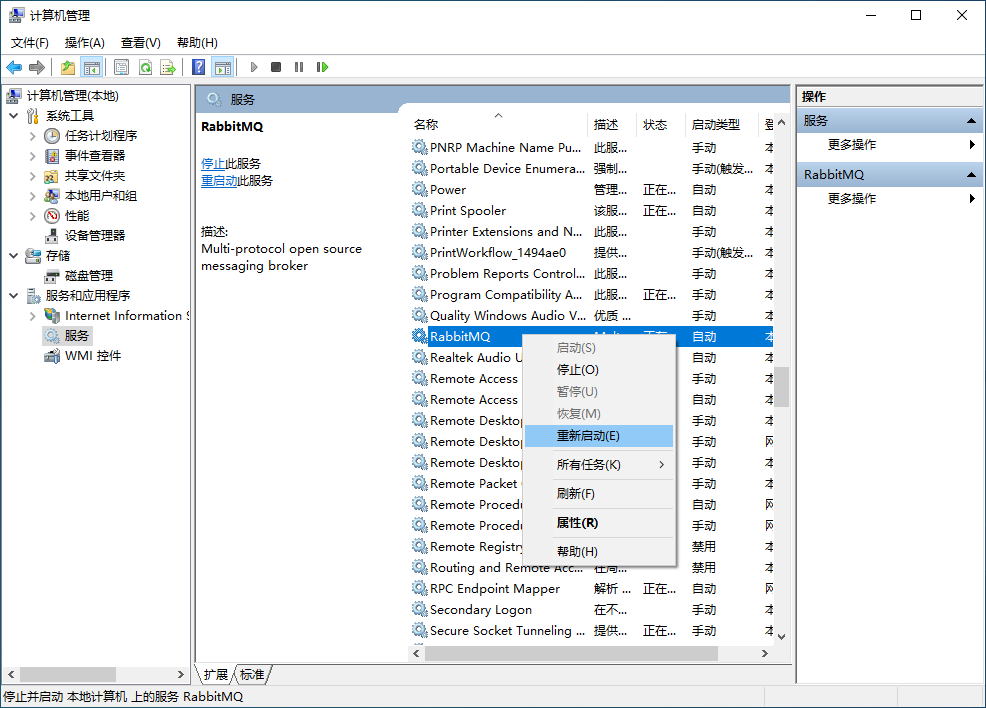 计算机管理
文件(F) 操作(A) 查看(V) 帮助(H)
计算机管理(本地)
系统工具
任务计划程序
事件查看器
共享文件夹
本地用户和组
性能
设备管理器
存储
磁盘管理
服务和应用程序
Internet Information S
服务
WMI 控件
服务
RabbitMQ
停止此服务
重启动此服务
描述:
Multi-protocol open source
messaging broker
名称 描述 状态 启动类型 登
PNRP Machine Name Pu... 此服... 手动 本
Portable Device Enumera... 强制... 手动(触发... 本
Power 管理... 正在... 自动 本
Print Spooler 该服... 正在... 自动 本
Printer Extensions and N... 此服... 手动 本
PrintWorkflow_1494ae0 提供... 手动(触发... 本
Problem Reports Control... 此服... 手动 本
Program Compatibility A... 此服... 正在... 自动 本
Quality Windows Audio V... 优质 ... 手动 本
RabbitMQ 自动 本
Realtek Audio U 自动 本
Remote Access 手动 本
Remote Access 自动 本
Remote Desktop 手动 本
Remote Desktop 手动 网
Remote Desktop 手动 本
Remote Packet 手动 本
Remote Procedu 自动 网
Remote Procedu 手动 网
Remote Registry 禁用 本
Routing and Remote Acc... 在局... 禁用 本
RPC Endpoint Mapper 解析 ... 正在... 自动 网
Secondary Logon 在不... 手动 本
Secure Socket Tunneling ... 提供... 正在... 手动 本
启动(S)
停止(O)
暂停(U)
恢复(M)
重新启动(E)
所有任务(K)
刷新(F)
属性(R)
帮助(H)
操作
服务
更多操作
RabbitMQ
更多操作
扩展 标准
停止并启动 本地计算机 上的服务 RabbitMQ